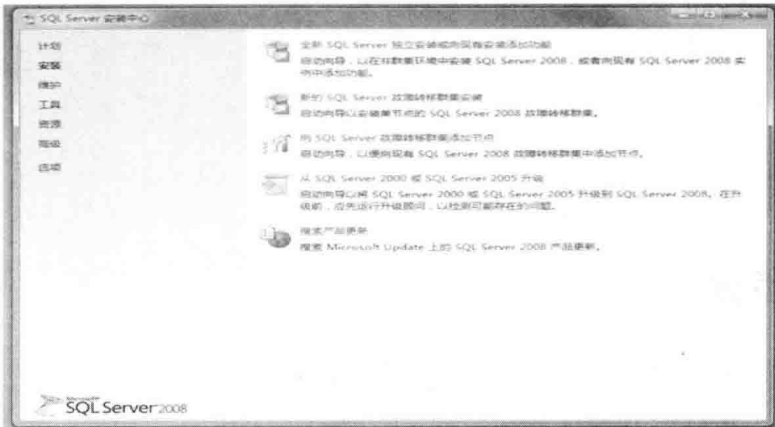 SQL Server 安装中心
计划
安装
维护
工具
资源
高级
选项
全新 SQL Server 独立安装或向现有安装添加功能
启动向导，以在非群集环境中安装 SQL Server 2008，或者向现有 SQL Server 2008 实
例中添加功能。
新的 SQL Server 故障转移群集安装
启动向导以安装单节点的 SQL Server 2008 故障转移群集。
向 SQL Server 故障转移群集添加节点
启动向导，以便向现有 SQL Server 2008 故障转移群集中添加节点。
从 SQL Server 2000 或 SQL Server 2005 升级
启动向导以将 SQL Server 2000 或 SQL Server 2005 升级到 SQL Server 2008。在升
级前，应先运行升级顾问，以检测可能存在的问题。
搜索产品更新
搜索 Microsoft Update 上的 SQL Server 2008 产品更新。
Microsoft
SQL Server 2008